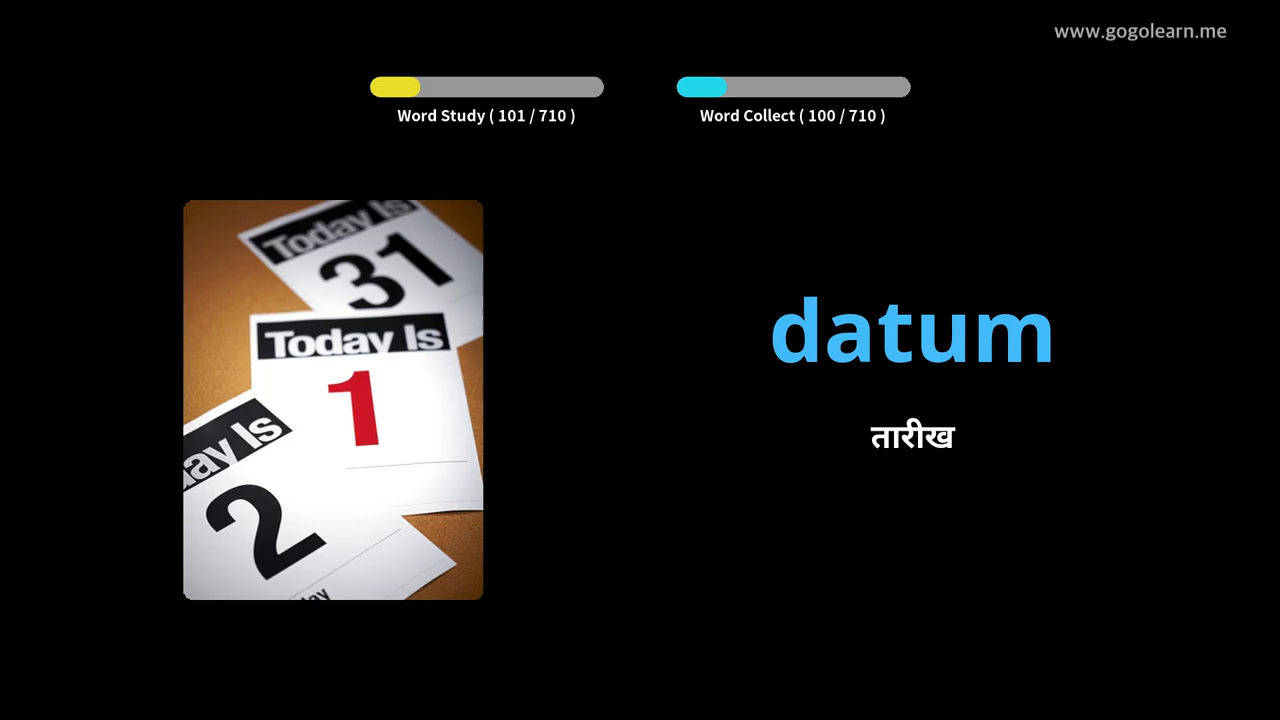 www.gogolearn.me
Word Study ( 101 / 710 )
Word Collect ( 100 / 710 )
Today Is
31
Today Is
1
day Is
2
datum
तारीख